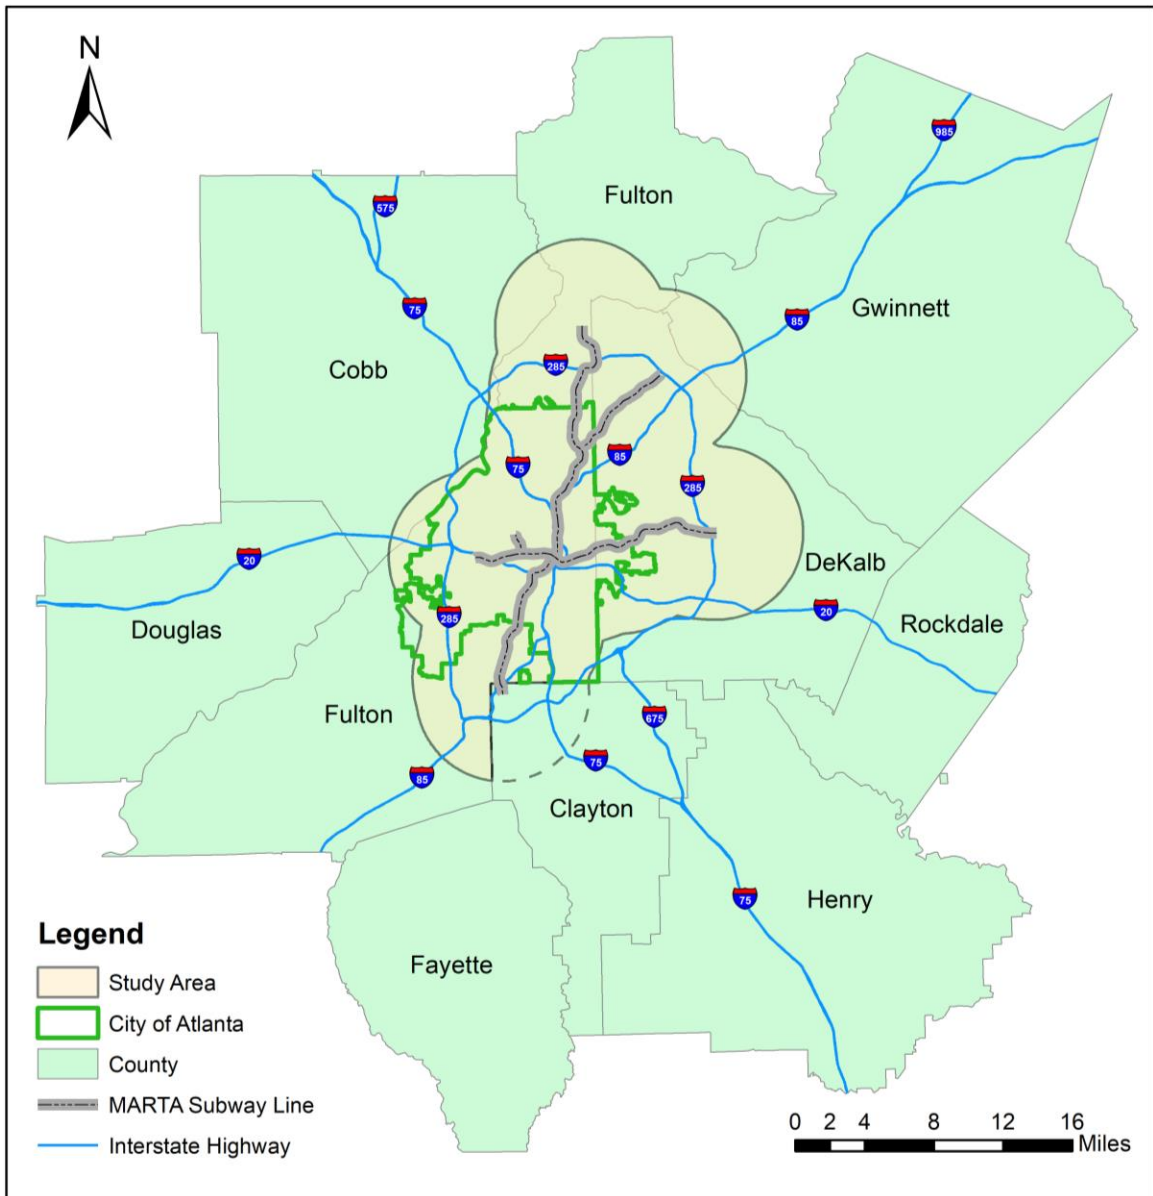 N
985
Fulton
575
75
Gwinnett
85
285
Cobb
75
85
285
20
DeKalb
20
285
Rockdale
Douglas
Fulton
675
75
85
Clayton
75
Henry
Fayette
Legend
Study Area
City of Atlanta
County
MARTA Subway Line
Interstate Highway
0 2 4 8 12 16
Miles